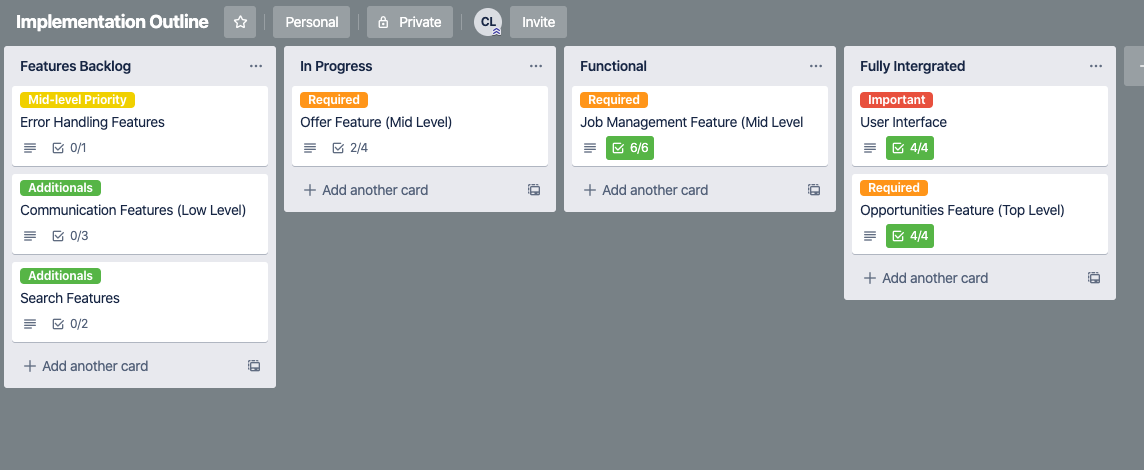 Implementation Outline
Personal
Private
CL
Invite
Features Backlog
Mid-level Priority
Error Handling Features
0/1
Additionals
Communication Features (Low Level)
0/3
Additionals
Search Features
0/2
Add another card
In Progress
Required
Offer Feature (Mid Level)
2/4
Add another card
Functional
Required
Job Management Feature (Mid Level
6/6
Add another card
Fully Intergrated
Important
User Interface
4/4
Required
Opportunities Feature (Top Level)
4/4
Add another card